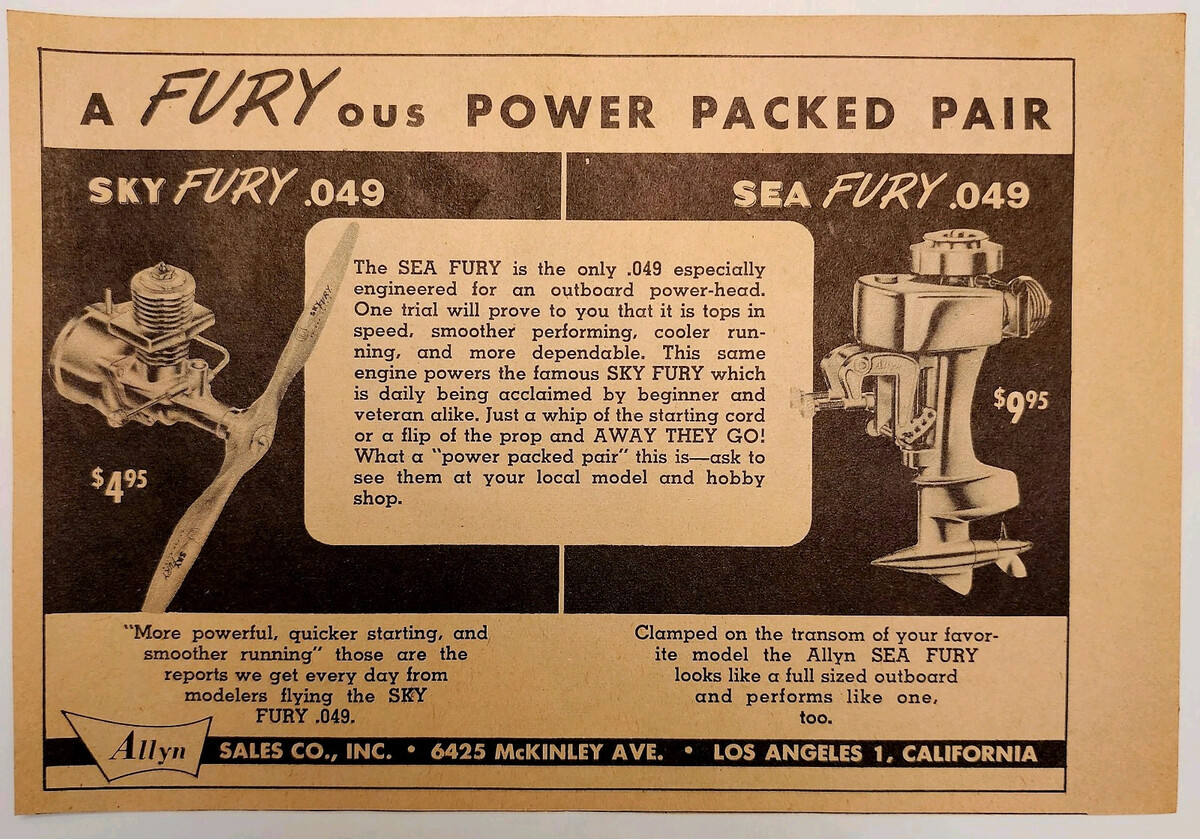 A FURYOUS POWER PACKED PAIR
SKY FURY .049
SEA FURY .049
The SEA FURY is the only .049 especially
engineered for an outboard power-head.
One trial will prove to you that it is tops in
speed, smoother performing, cooler run-
ning, and more dependable. This same
engine powers the famous SKY FURY which
is daily being acclaimed by beginner and
veteran alike. Just a whip of the starting cord
or a flip of the prop and AWAY THEY GO!
What a "power packed pair" this is—ask to
see them at your local model and hobby
shop.
SKY FURY
$4.95
SKY FURY
$9.95
"More powerful, quicker starting, and
smoother running" those are the
reports we get every day from
modelers flying the SKY
FURY .049.
Clamped on the transom of your favor-
ite model the Allyn SEA FURY
looks like a full sized outboard
and performs like one,
too.
Allyn SALES CO., INC. • 6425 McKINLEY AVE. • LOS ANGELES 1, CALIFORNIA